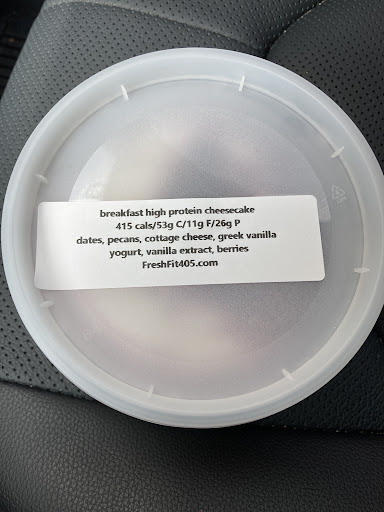 breakfast high protein cheesecake
415 cals/53g C/11g F/26g P
dates, pecans, cottage cheese, greek vanilla
yogurt, vanilla extract, berries
FreshFit405.com